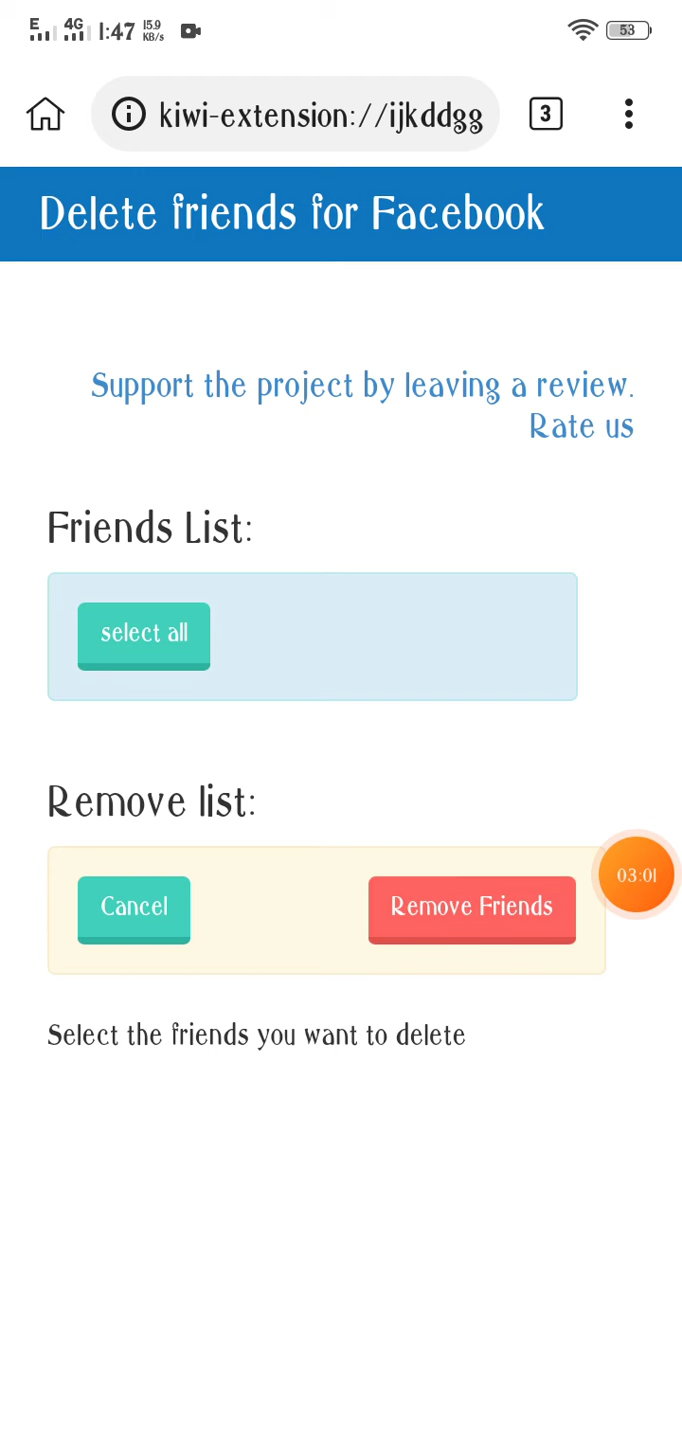 E 4G 1:47 15.9 KB/s 53
kiwi-extension://ijkddgg 3
Delete friends for Facebook
Support the project by leaving a review.
Rate us
Friends List:
select all
Remove list:
Cancel Remove Friends 03:01
Select the friends you want to delete